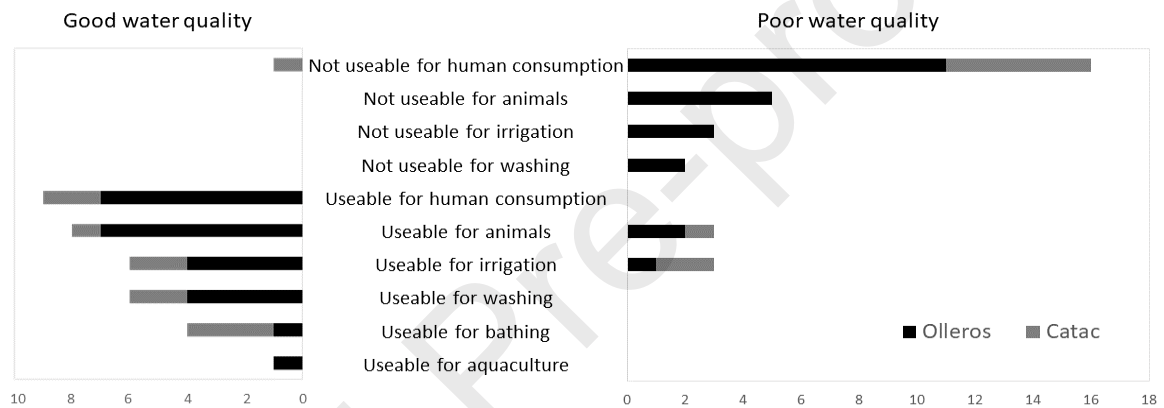 Good water quality
Poor water quality
Not useable for human consumption
Not useable for animals
Not useable for irrigation
Not useable for washing
Useable for human consumption
Useable for animals
Useable for irrigation
Useable for washing
Useable for bathing
Useable for aquaculture
Olleros Catac
10 8 6 4 2 0
0 2 4 6 8 10 12 14 16 18
Pre-pro